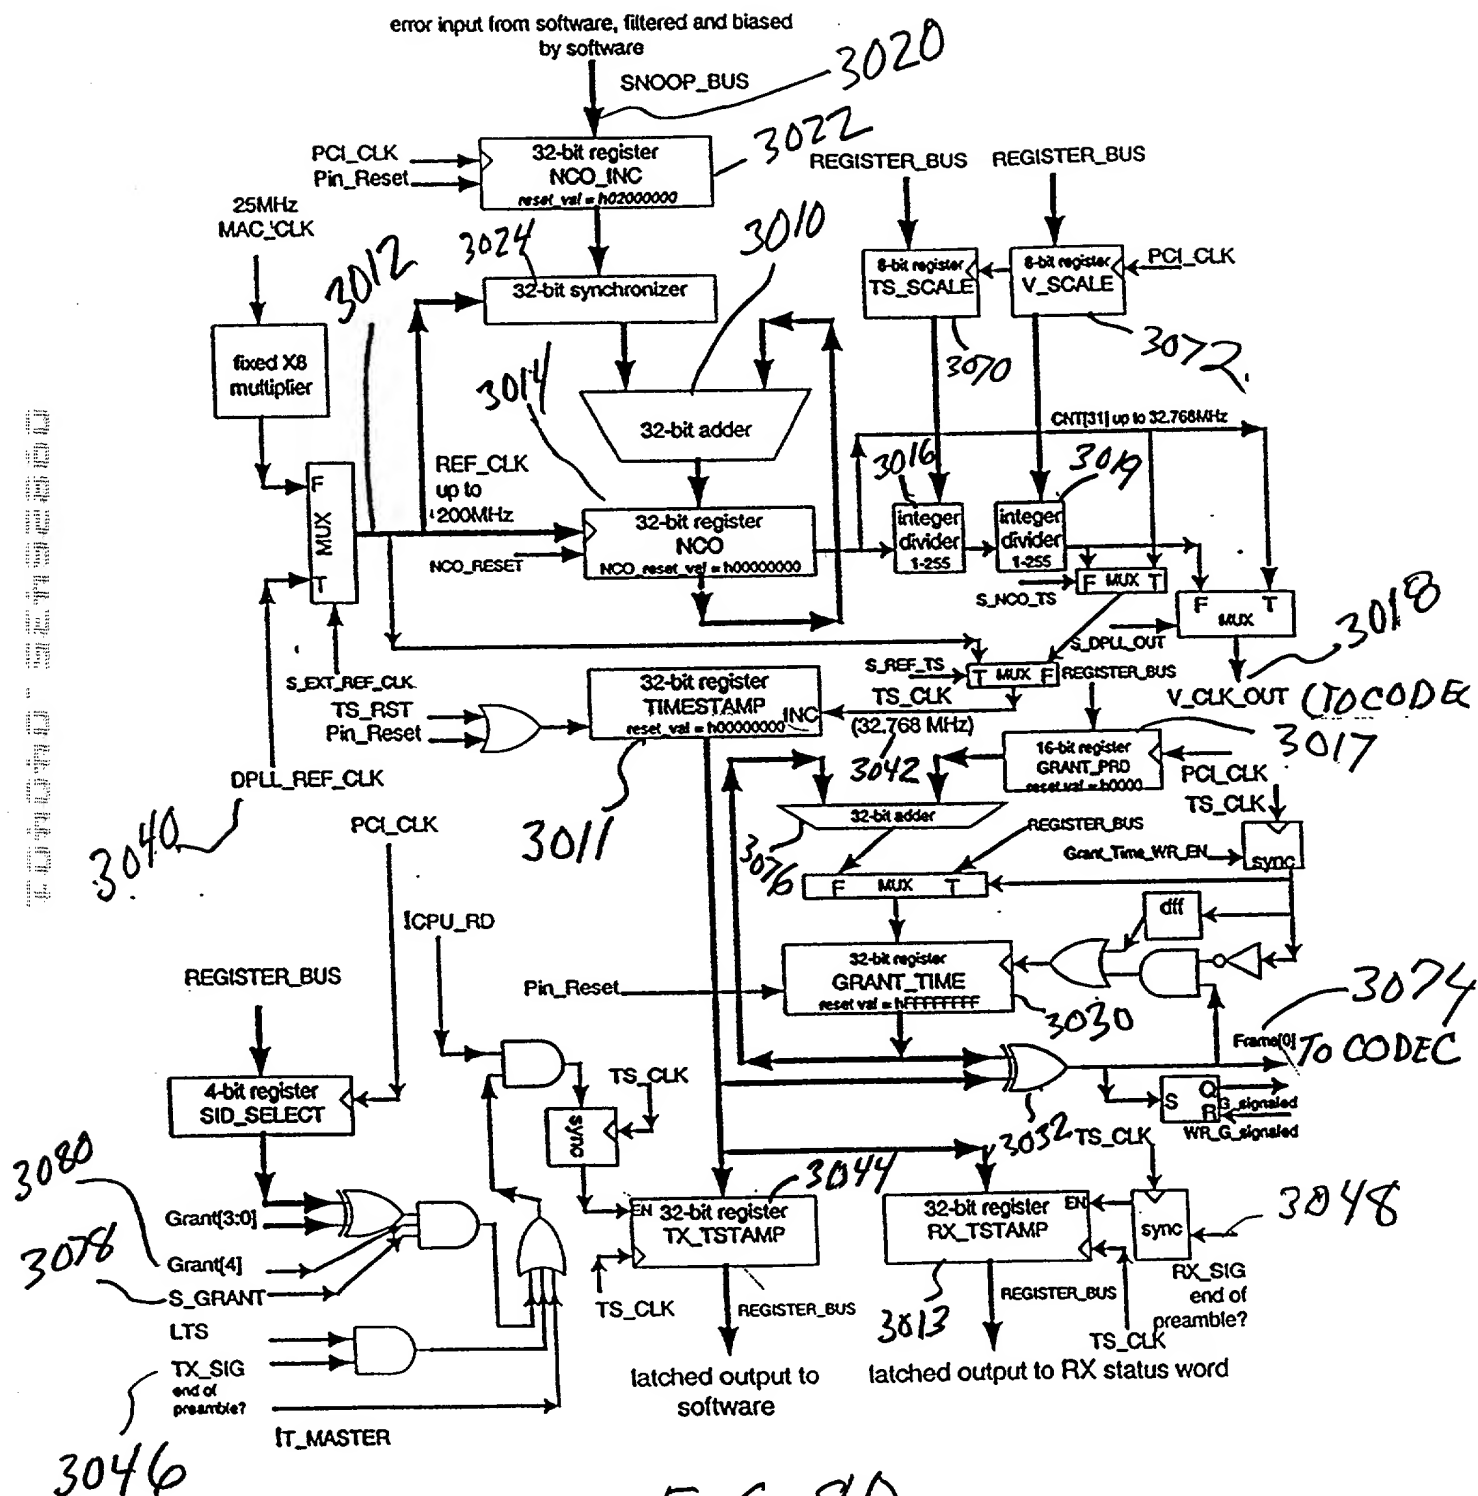 error input from software, filtered and biased
by software
SNOOP_BUS
3020
PCI_CLK
Pin_Reset
32-bit register
NCO_INC
reset_val = h02000000
3022
REGISTER_BUS
REGISTER_BUS
25MHz
MAC_CLK
3012
3024
32-bit synchronizer
3010
8-bit register
TS_SCALE
8-bit register
V_SCALE
PCI_CLK
3070
3072
fixed X8
multiplier
3014
32-bit adder
CNT[31] up to 32.768MHz
3016
3019
F
MUX
T
REF_CLK
up to
200MHz
NCO_RESET
32-bit register
NCO
NCO_reset_val = h00000000
integer
divider
1-255
integer
divider
1-255
S_NCO_TS
F MUX T
F T
MUX
3018
S_DPLL_OUT
S_EXT_REF_CLK
TS_RST
Pin_Reset
32-bit register
TIMESTAMP
reset_val = h00000000
INC
S_REF_TS
T MUX F
REGISTER_BUS
TS_CLK
(32.768 MHz)
V_CLK_OUT (TO CODEC
3017
3042
16-bit register
GRANT_PRD
reset val = h0000
PCI_CLK
TS_CLK
DPLL_REF_CLK
3040
3011
PCI_CLK
32-bit adder
3076
REGISTER_BUS
Grant_Time_WR_EN
sync
F MUX T
dff
!CPU_RD
REGISTER_BUS
Pin_Reset
32-bit register
GRANT_TIME
reset val = hFFFFFFFF
3030
3074
Frame[0]
TO CODEC
4-bit register
SID_SELECT
TS_CLK
sync
S Q
R
G_signaled
WR_G_signaled
3032
TS_CLK
3080
Grant[3:0]
3078
Grant[4]
S_GRANT
3044
EN
32-bit register
TX_TSTAMP
32-bit register
RX_TSTAMP
EN
sync
3048
RX_SIG
end of
preamble?
TS_CLK
REGISTER_BUS
3013
REGISTER_BUS
TS_CLK
LTS
TX_SIG
end of
preamble?
!T_MASTER
3046
latched output to
software
latched output to RX status word